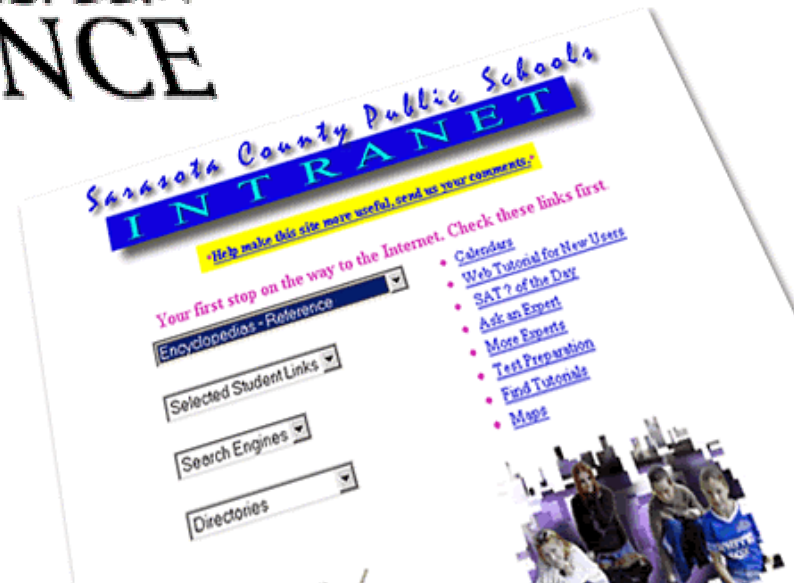 NCE
Sarasota County Public Schools
INTRANET
*Help make this site more useful, send us your comments.*
Your first stop on the way to the Internet. Check these links first.
Encyclopedias - Reference
Selected Student Links
Search Engines
Directories
• Calendars
• Web Tutorial for New Users
• SAT ? of the Day
• Ask an Expert
• More Experts
• Test Preparation
• Find Tutorials
• Maps
WHITE